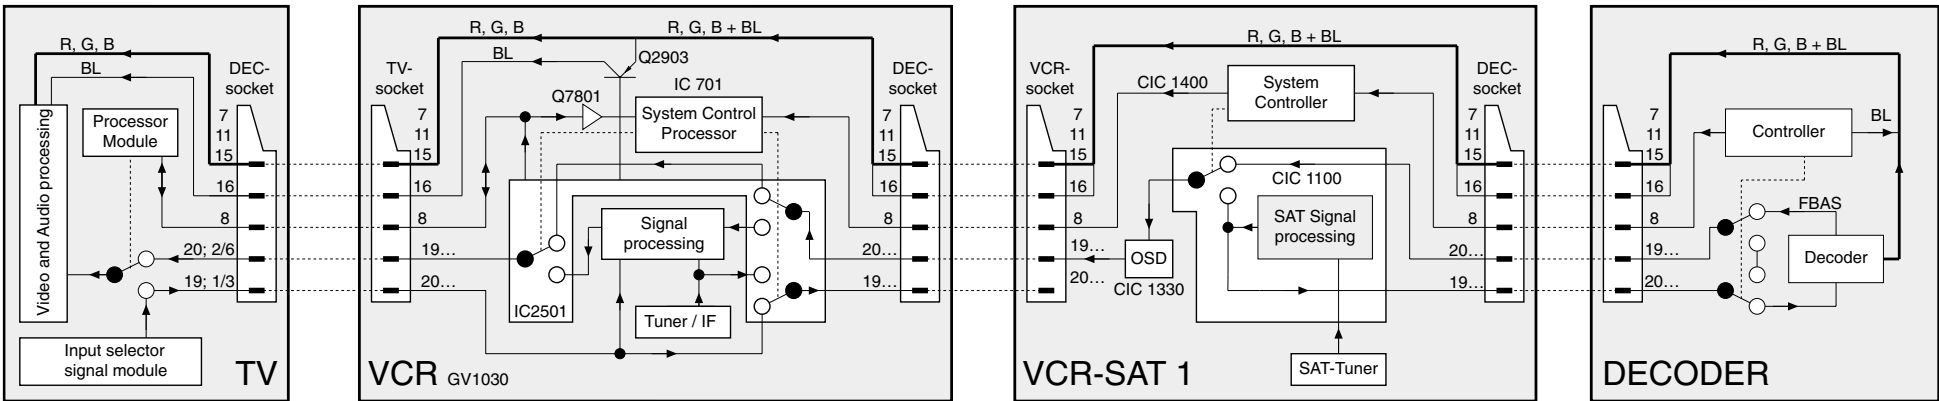 R, G, B
BL
DEC-
socket
Video and Audio processing
Processor
Module
7
11
15
16
8
20; 2/6
19; 1/3
Input selector
signal module
TV
R, G, B
R, G, B + BL
BL
Q2903
TV-
socket
Q7801
IC 701
System Control
Processor
DEC-
socket
7
11
15
16
8
19...
20...
Signal
processing
IC2501
Tuner / IF
7
11
15
16
8
20...
19...
VCR GV1030
R, G, B + BL
VCR-
socket
CIC 1400
System
Controller
DEC-
socket
7
11
15
16
8
19...
20...
CIC 1100
SAT Signal
processing
OSD
CIC 1330
7
11
15
16
8
20...
19...
SAT-Tuner
VCR-SAT 1
R, G, B + BL
7
11
15
16
8
19...
20...
Controller
BL
FBAS
Decoder
DECODER